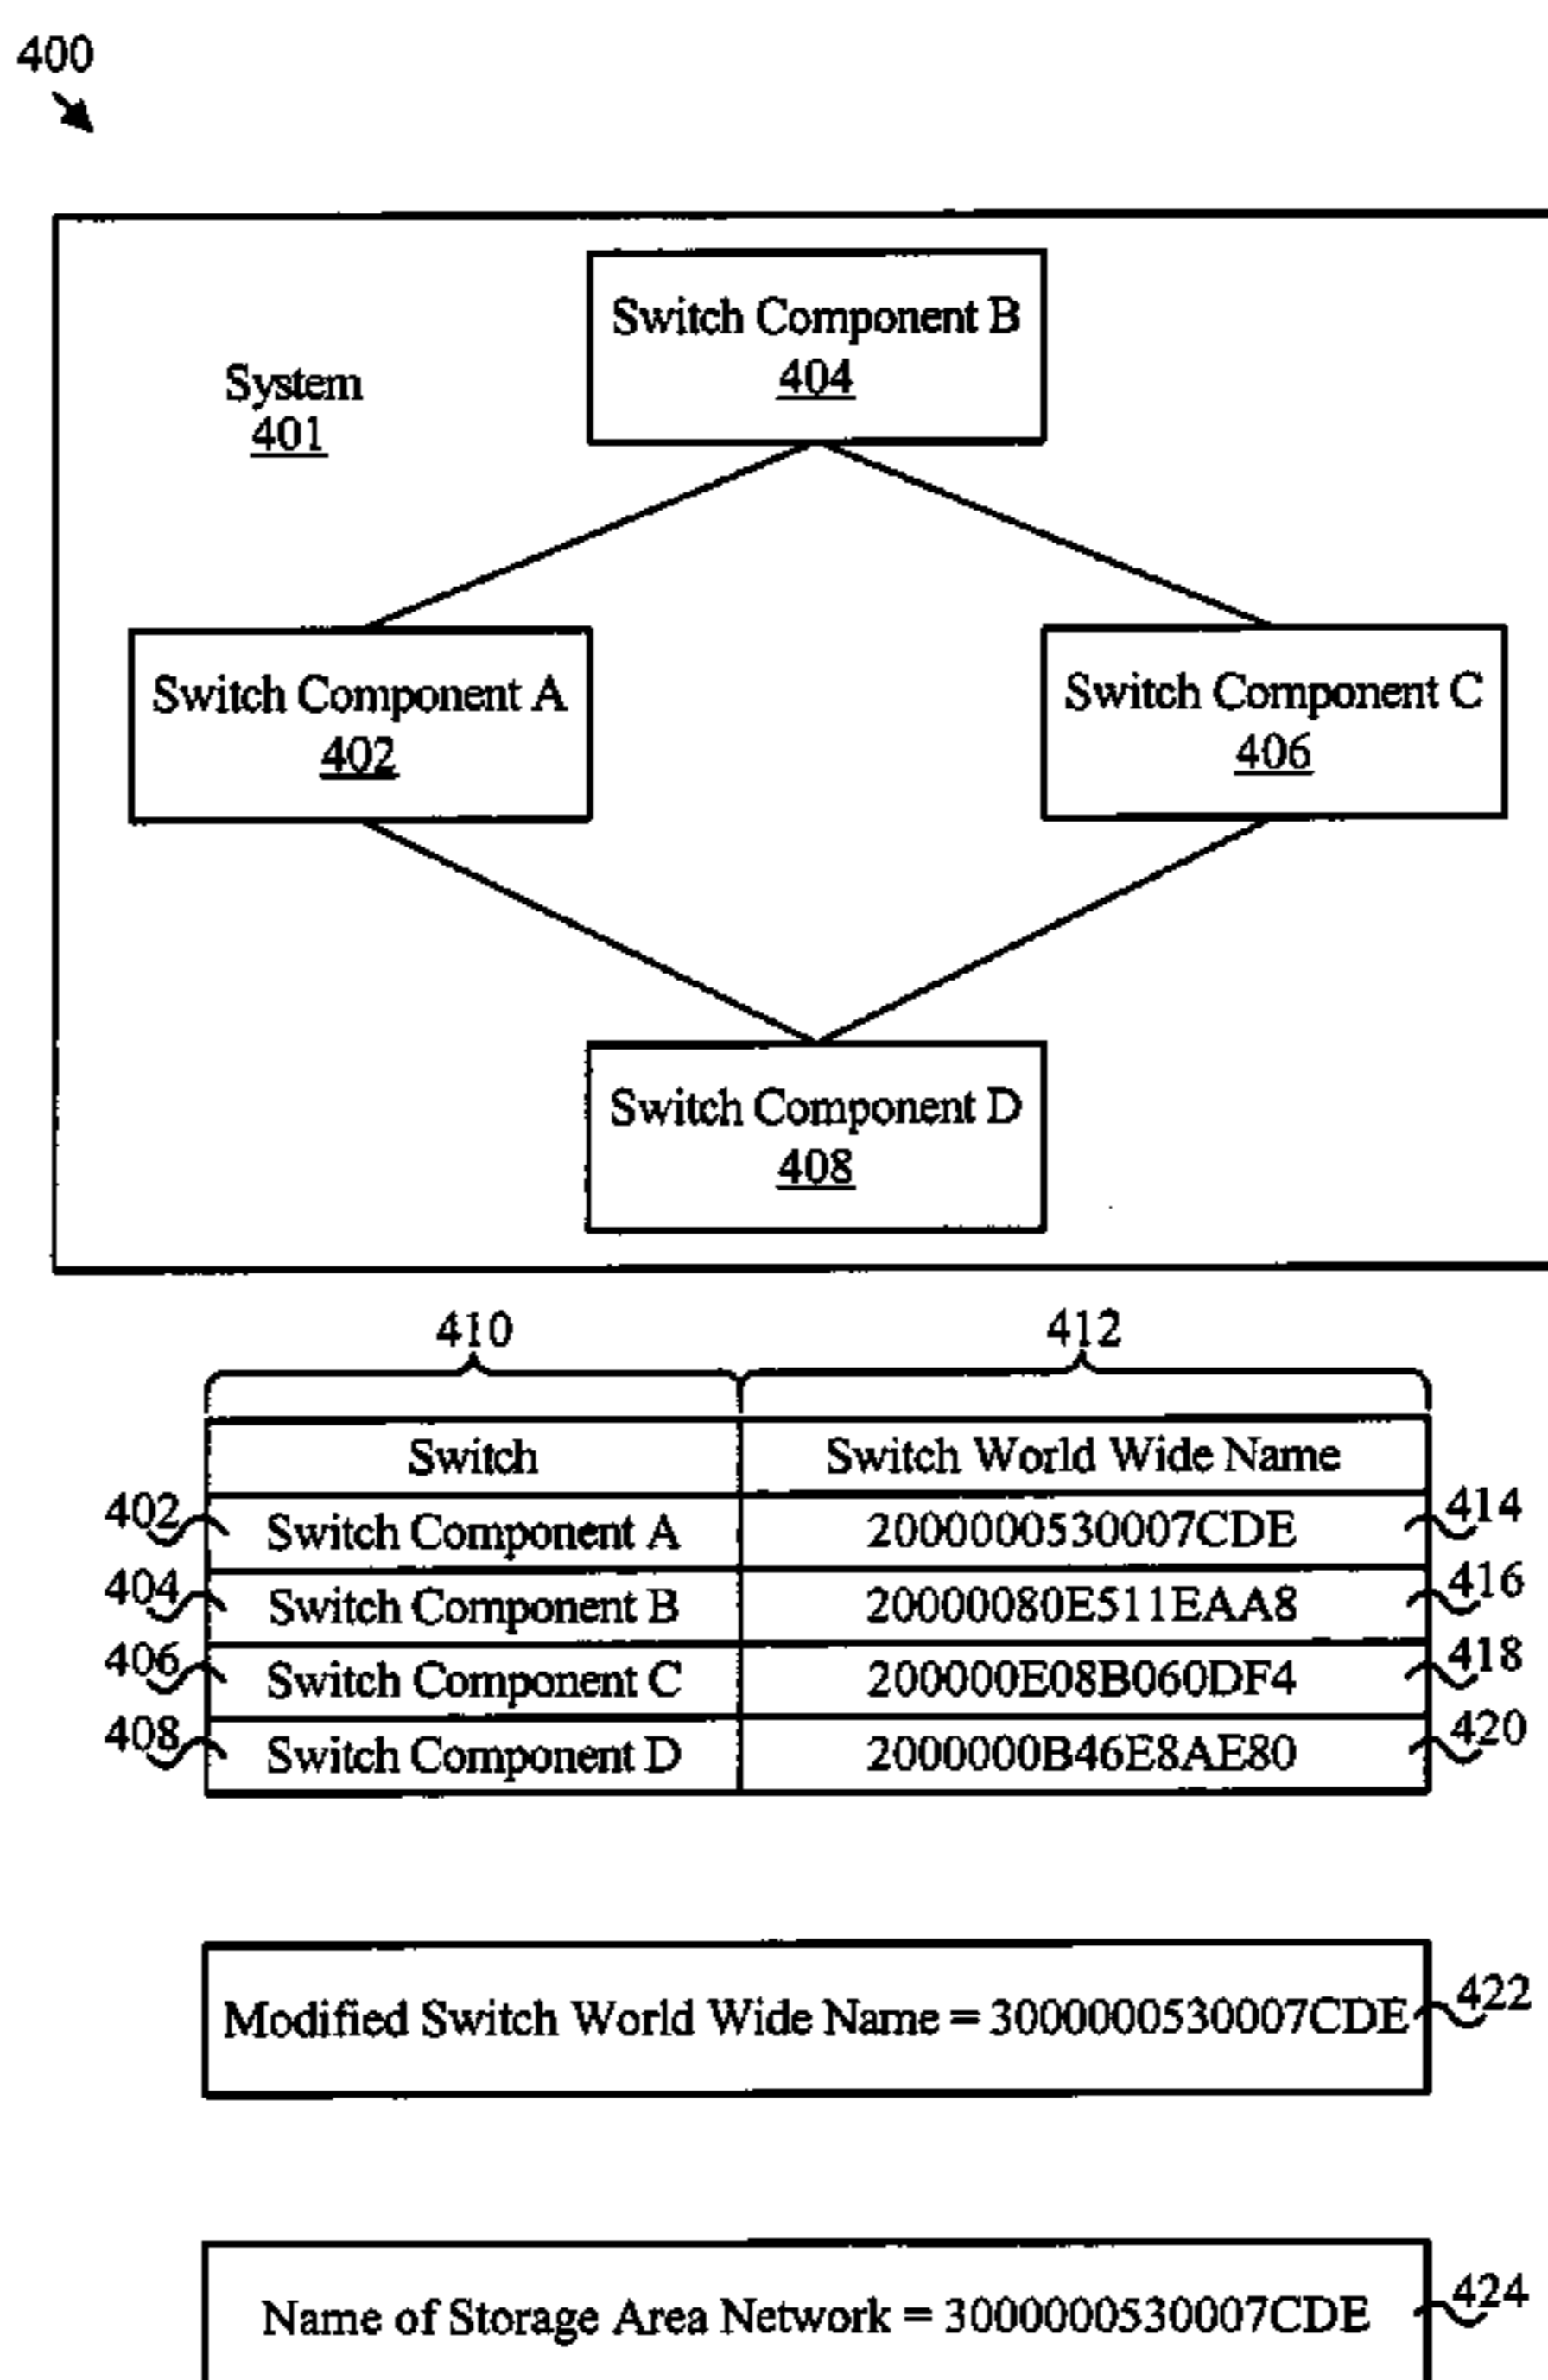 400
Switch Component B
404
System
401
Switch Component A
402
Switch Component C
406
Switch Component D
408
410
412
Switch
Switch World Wide Name
402
Switch Component A
2000000530007CDE
414
404
Switch Component B
20000080E511EAA8
416
406
Switch Component C
200000E08B060DF4
418
408
Switch Component D
2000000B46E8AE80
420
Modified Switch World Wide Name = 3000000530007CDE
422
Name of Storage Area Network = 3000000530007CDE
424